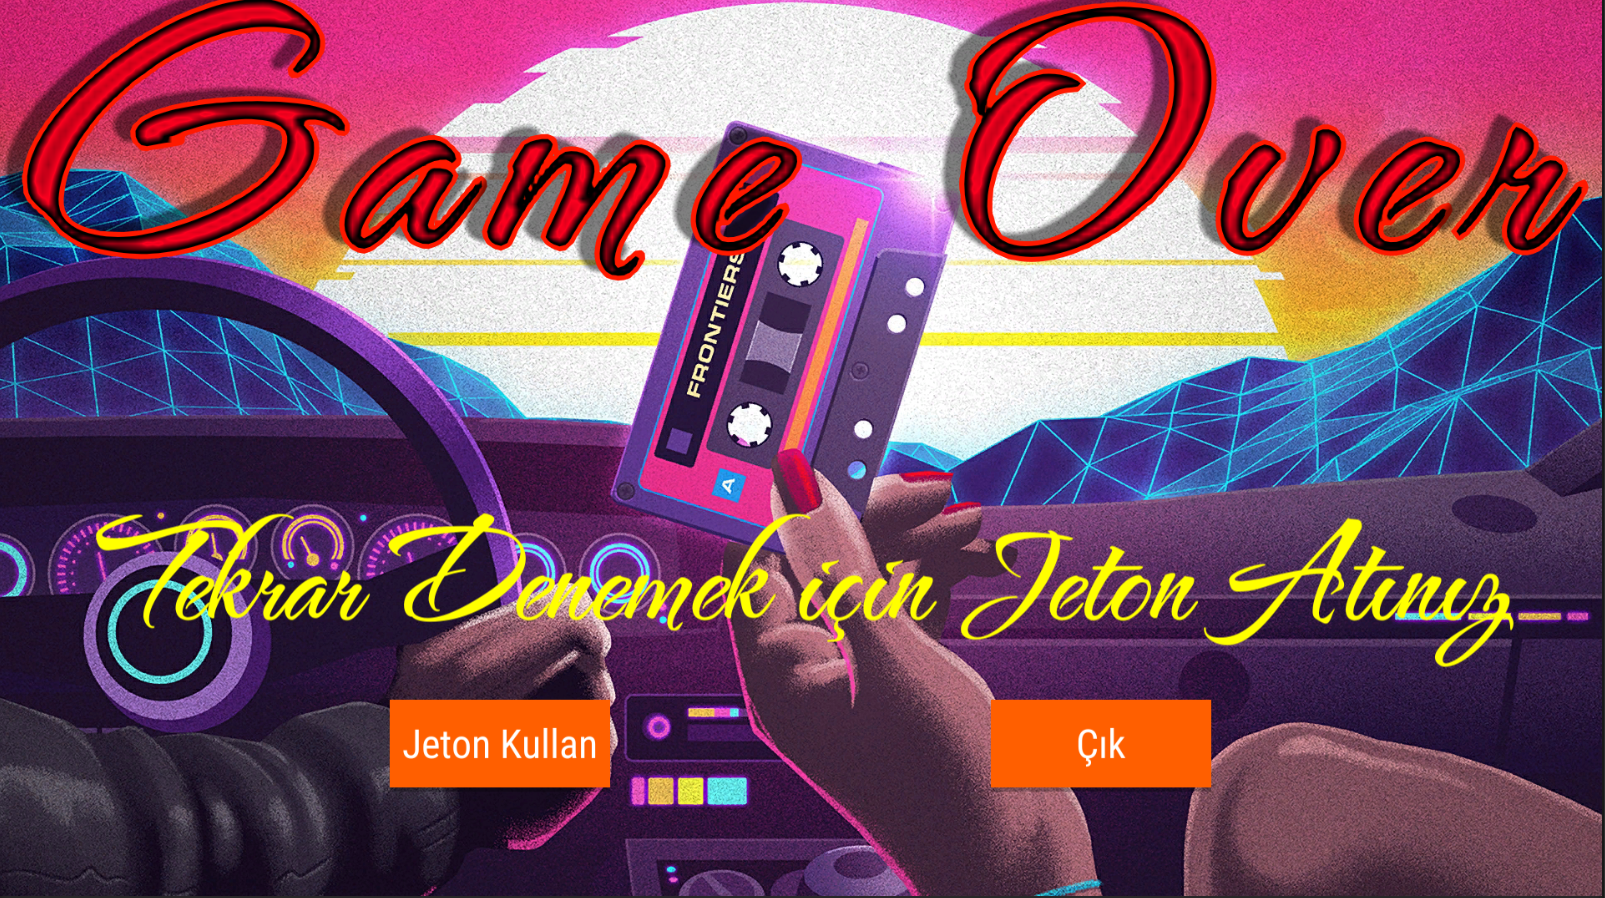 Game Over
FRONTIERS
A
Tekrar Denemek için Jeton Atınız
Jeton Kullan
Çık